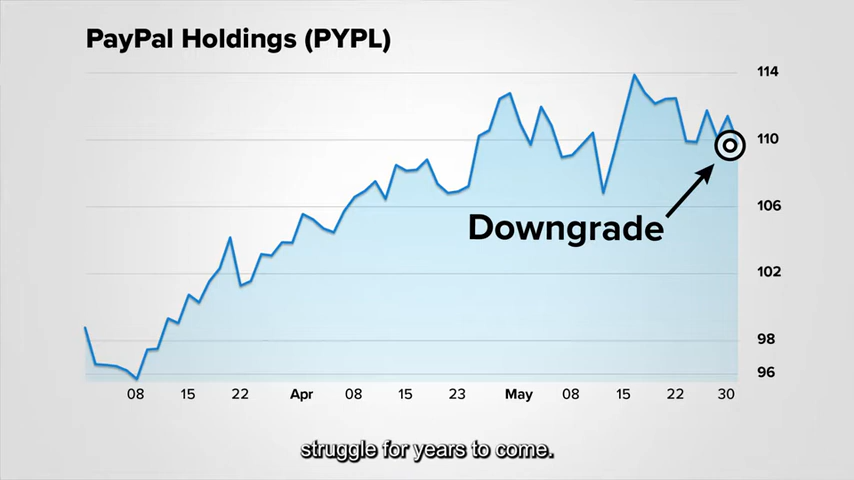 PayPal Holdings (PYPL)
114
110
106
Downgrade
102
98
96
08 15 22 Apr 08 15 23 May 08 15 22 30
struggle for years to come.